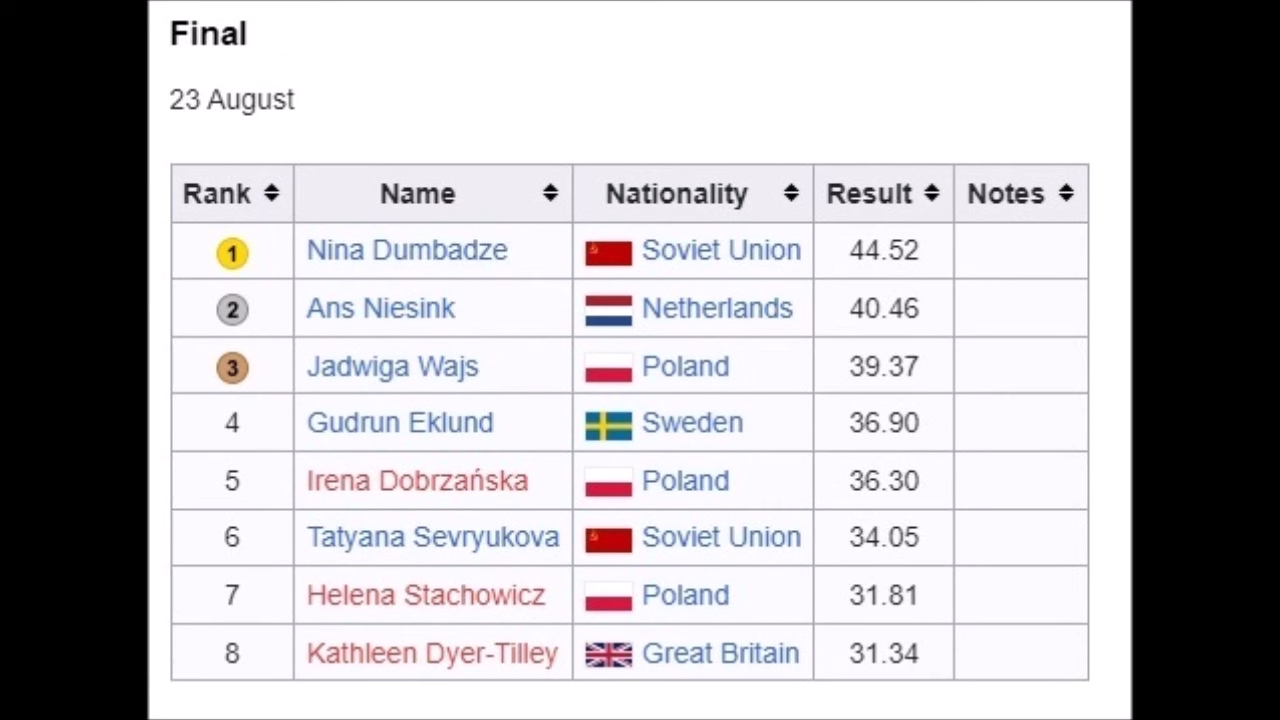 Final
23 August
Rank Name Nationality Result Notes
1 Nina Dumbadze Soviet Union 44.52
2 Ans Niesink Netherlands 40.46
3 Jadwiga Wajs Poland 39.37
4 Gudrun Eklund Sweden 36.90
5 Irena Dobrzańska Poland 36.30
6 Tatyana Sevryukova Soviet Union 34.05
7 Helena Stachowicz Poland 31.81
8 Kathleen Dyer-Tilley Great Britain 31.34